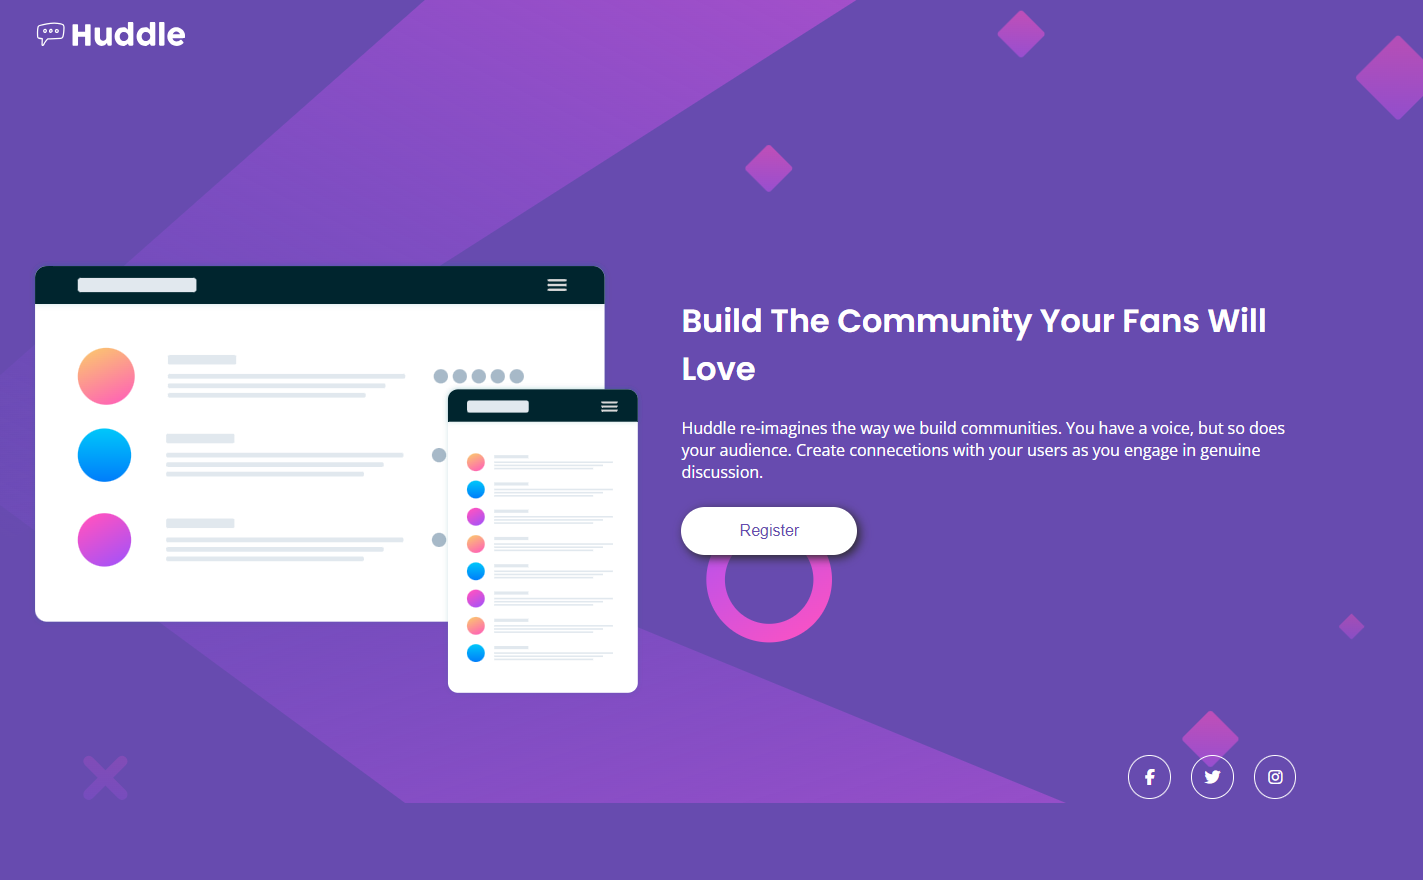 Huddle
Build The Community Your Fans Will
Love
Huddle re-imagines the way we build communities. You have a voice, but so does
your audience. Create connecetions with your users as you engage in genuine
discussion.
Register